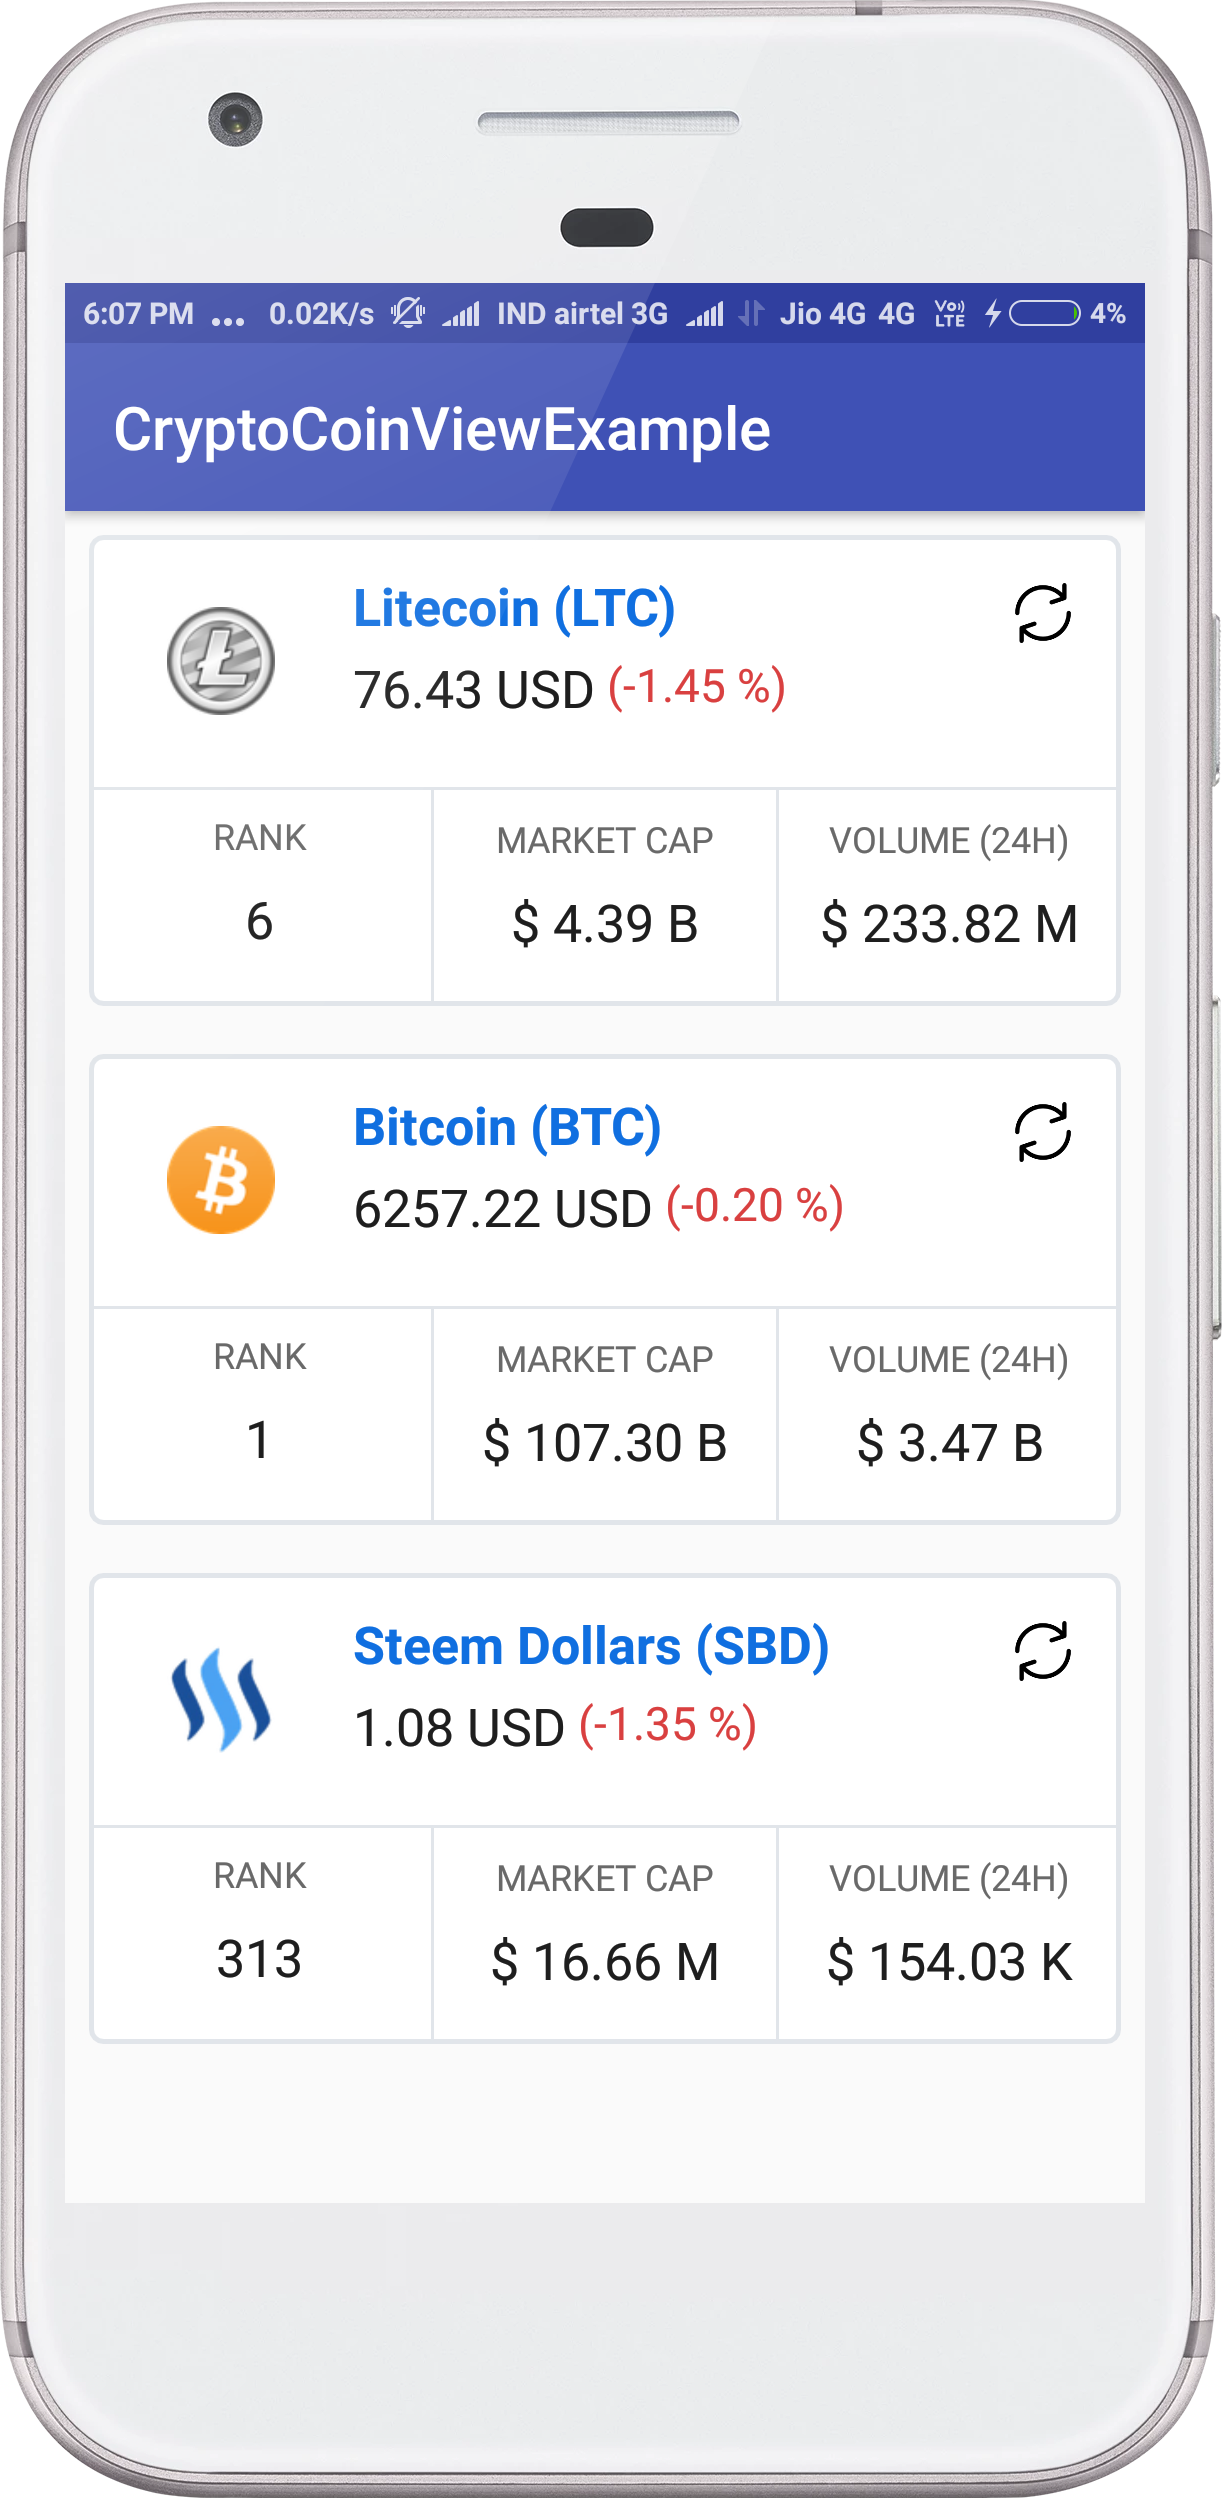 6:07 PM ... 0.02K/s IND airtel 3G Jio 4G 4G VoLTE 4%
CryptoCoinViewExample
Litecoin (LTC)
76.43 USD (-1.45 %)
RANK MARKET CAP VOLUME (24H)
6 $ 4.39 B $ 233.82 M
Bitcoin (BTC)
6257.22 USD (-0.20 %)
RANK MARKET CAP VOLUME (24H)
1 $ 107.30 B $ 3.47 B
Steem Dollars (SBD)
1.08 USD (-1.35 %)
RANK MARKET CAP VOLUME (24H)
313 $ 16.66 M $ 154.03 K